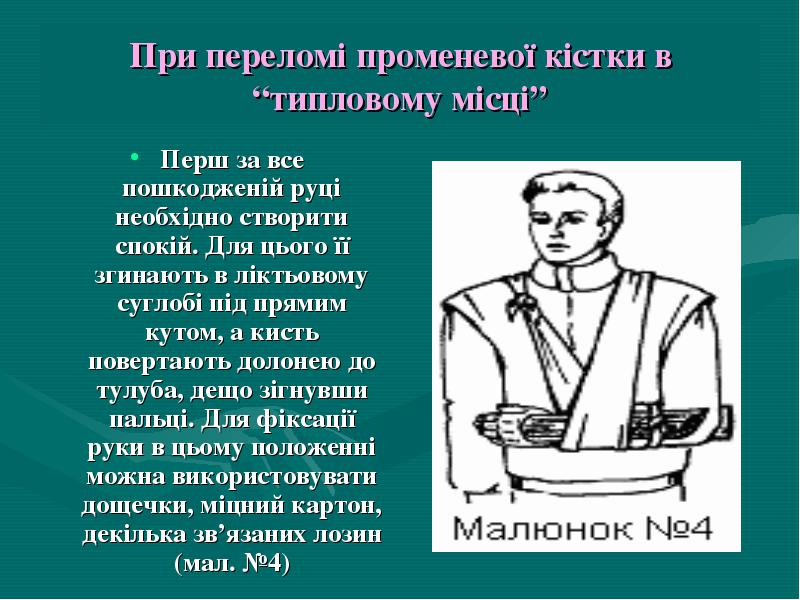 При переломі променевої кістки в
“типловому місці”
• Перш за все
пошкодженій руці
необхідно створити
спокій. Для цього її
згинають в ліктьовому
суглобі під прямим
кутом, а кисть
повертають долонею до
тулуба, дещо зігнувши
пальці. Для фіксації
руки в цьому положенні
можна використовувати
дощечки, міцний картон,
декілька зв’язаних лозин
(мал. №4)
Малюнок №4